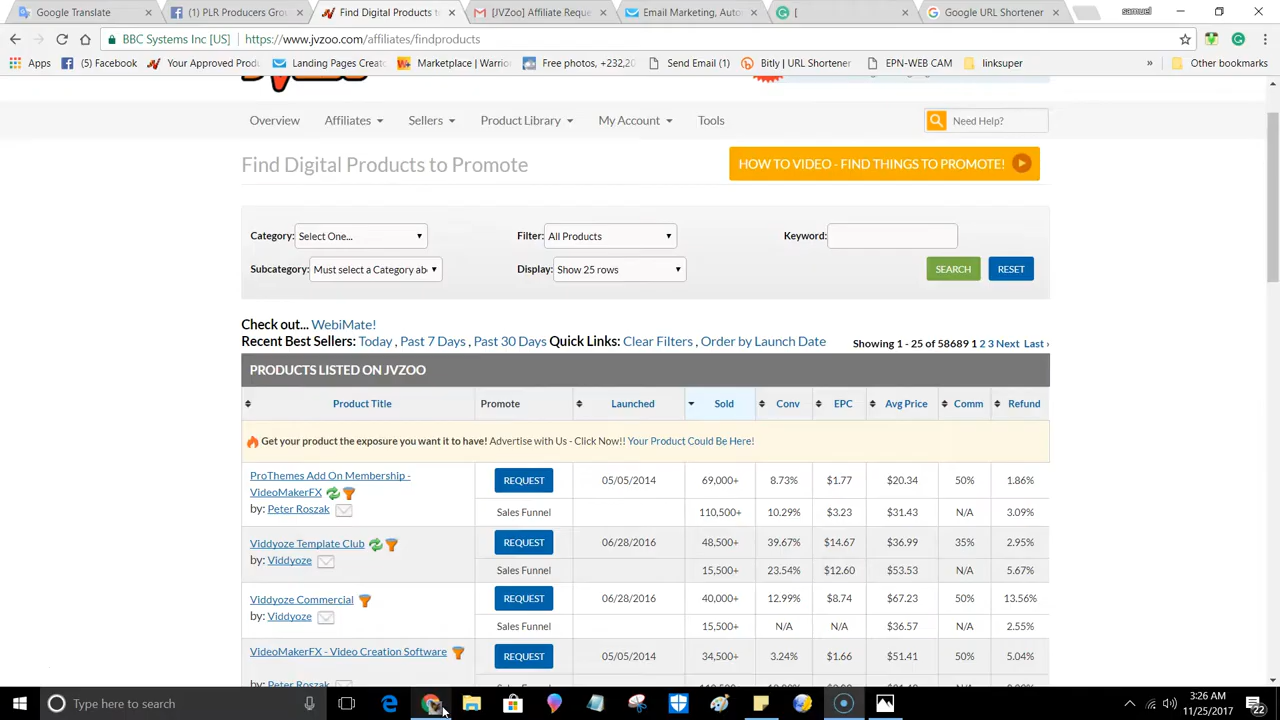 Google Translate
(1) PLR Producers Grou
Find Digital Products to
[JVZoo] Affiliate Reque
Email Marketing, Auto
[
Google URL Shortener
samuel
BBC Systems Inc [US]
https://www.jvzoo.com/affiliates/findproducts
Apps
(5) Facebook
Your Approved Produ
Landing Pages Creato
Marketplace | Warrior
Free photos, +232,20
Send Email (1)
Bitly | URL Shortener
EPN-WEB CAM
linksuper
»
Other bookmarks
Overview
Affiliates
Sellers
Product Library
My Account
Tools
Need Help?
Find Digital Products to Promote
HOW TO VIDEO - FIND THINGS TO PROMOTE!
Category: Select One...
Filter: All Products
Keyword:
Subcategory: Must select a Category ab
Display: Show 25 rows
SEARCH
RESET
Check out... WebiMate!
Recent Best Sellers: Today , Past 7 Days , Past 30 Days Quick Links: Clear Filters , Order by Launch Date
Showing 1 - 25 of 58689 1 2 3 Next Last ›
PRODUCTS LISTED ON JVZOO
Product Title Promote Launched Sold Conv EPC Avg Price Comm Refund
Get your product the exposure you want it to have! Advertise with Us - Click Now!! Your Product Could Be Here!
ProThemes Add On Membership -
VideoMakerFX
by: Peter Roszak
REQUEST 05/05/2014 69,000+ 8.73% $1.77 $20.34 50% 1.86%
Sales Funnel 110,500+ 10.29% $3.23 $31.43 N/A 3.09%
Viddyoze Template Club
by: Viddyoze
REQUEST 06/28/2016 48,500+ 39.67% $14.67 $36.99 35% 2.95%
Sales Funnel 15,500+ 23.54% $12.60 $53.53 N/A 5.67%
Viddyoze Commercial
by: Viddyoze
REQUEST 06/28/2016 40,000+ 12.99% $8.74 $67.23 50% 13.56%
Sales Funnel 15,500+ N/A N/A $36.57 N/A 2.55%
VideoMakerFX - Video Creation Software
REQUEST 05/05/2014 34,500+ 3.24% $1.66 $51.41 50% 5.04%
by: Peter Roszak
Type here to search
3:26 AM
11/25/2017
22